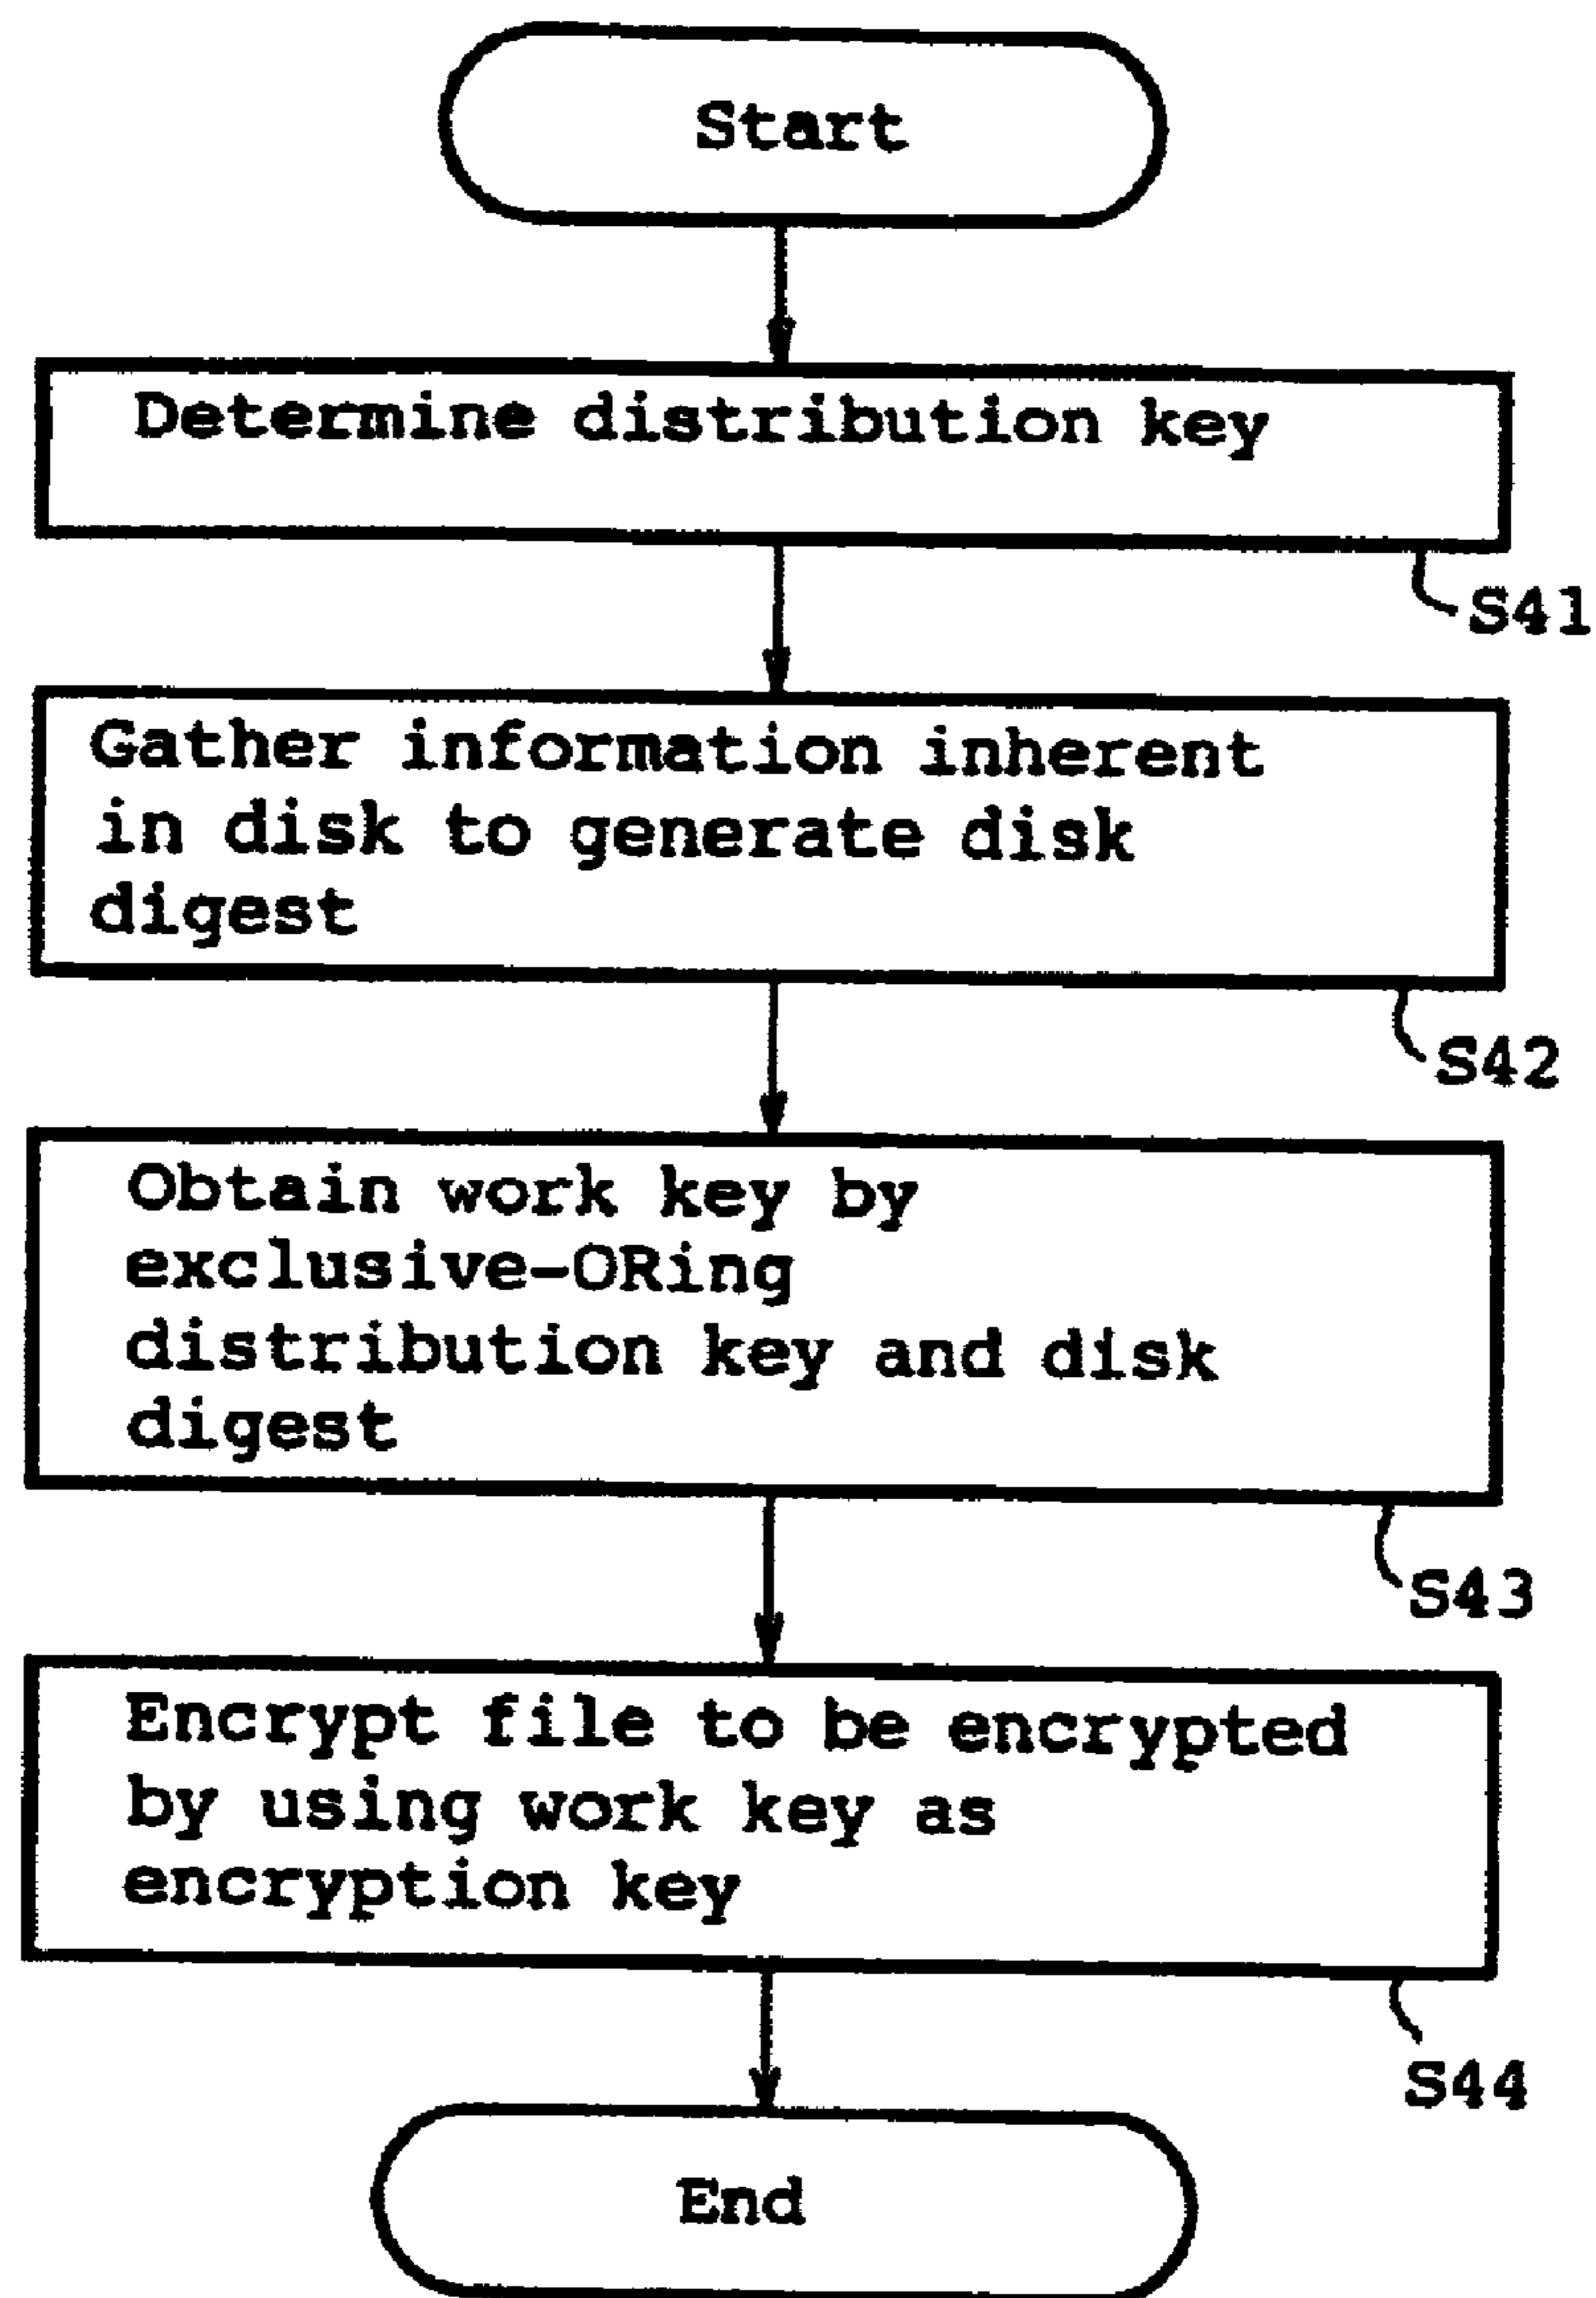 Start
Determine distribution key
S41
Gather information inherent
in disk to generate disk
digest
S42
Obtain work key by
exclusive-ORing
distribution key and disk
digest
S43
Encrypt file to be encrypted
by using work key as
encryption key
S44
End